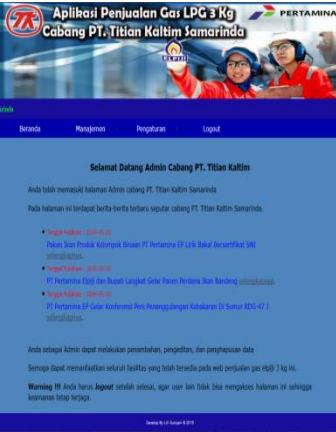 Aplikasi Penjualan Gas LPG 3 Kg
Cabang PT. Titian Kaltim Samarinda
PERTAMINA
ELPIJI
Beranda Manajemen Pengaturan Logout
Selamat Datang Admin Cabang PT. Titian Kaltim
Anda telah memasuki halaman Admin cabang PT. Titian Kaltim Samarinda
Pada halaman ini terdapat berita-berita terbaru seputar cabang PT. Titian Kaltim Samarinda.
Pakan Ikan Produk Kelompok Binaan PT Pertamina EP Lirik Bakal Bersertifikat SNI
selengkapnya.
PT Pertamina Elpiji dan Bupati Langkat Gelar Panen Perdana Ikan Bandeng selengkapnya.
PT Pertamina EP Gelar Konferensi Pers Penanggulangan Kebakaran Di Sumur RDG-47 J
selengkapnya.
Anda sebagai Admin dapat melakukan penambahan, pengeditan, dan penghapusan data
Semoga dapat memanfaatkan seluruh fasilitas yang telah tersedia pada web penjualan gas elpiji 3 kg ini.
Warning !!! Anda harus logout setelah selesai, agar user lain tidak bisa mengakses halaman ini sehingga
keamanan tetap terjaga.